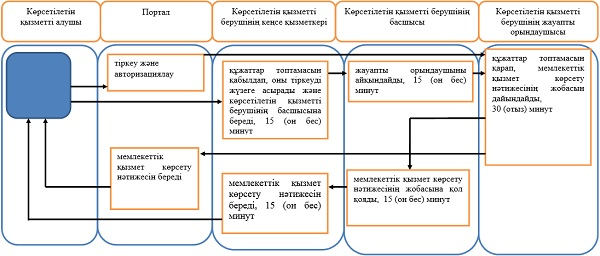 Көрсетілетін
қызметті алушы
Портал
Көрсетілетін қызметті
берушінің кеңсе қызметкері
Көрсетілетін қызметті берушінің
басшысы
Көрсетілетін қызметті
берушінің жауапты
орындаушысы
тіркеу және
авторизациялау
құжаттар топтамасын
қабылдап, оны тіркеуді
жүзеге асырады және
көрсетілетін қызметті
берушінің басшысына
береді, 15 (он бес)
минут
жауапты орындаушыны
айқындайды, 15 (он бес)
минут
құжаттар топтамасын
қарап, мемлекеттік
қызмет көрсету
нәтижесінің жобасын
дайындайды,
30 (отыз) минут
мемлекеттік
қызмет көрсету
нәтижесін береді
мемлекеттік қызмет
көрсету нәтижесін
береді, 15 (он бес)
минут
мемлекеттік қызмет көрсету
нәтижесінің жобасына қол
қояды, 15 (он бес) минут